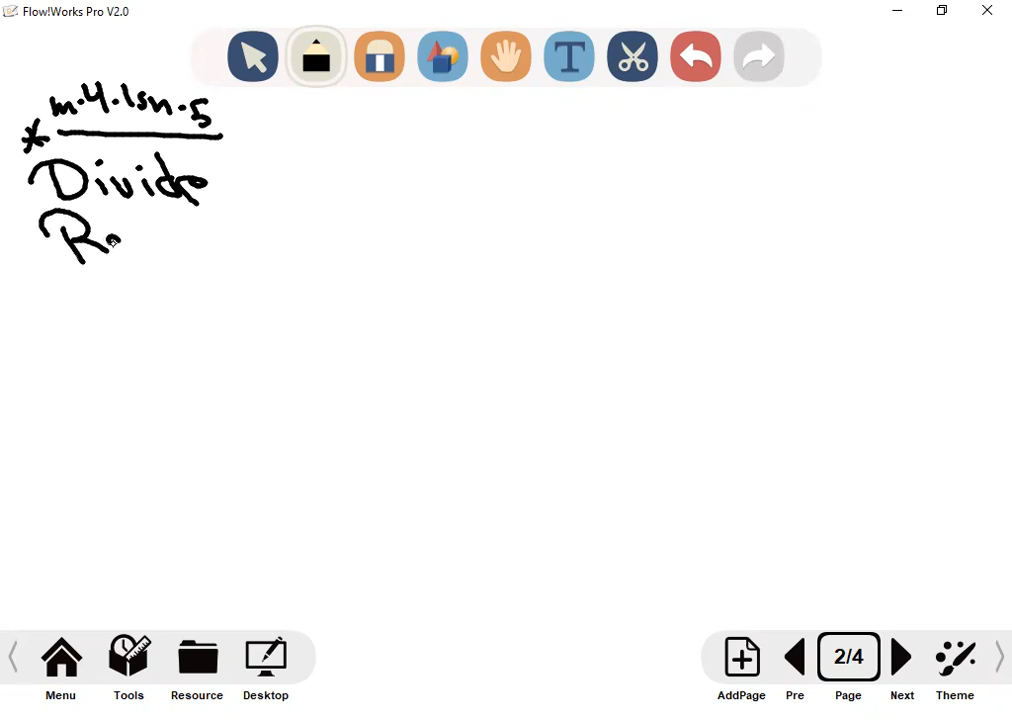 Flow!Works Pro V2.0
m.4.lsn.5
* Divide
Menu Tools Resource Desktop
2/4
AddPage Pre Page Next Theme